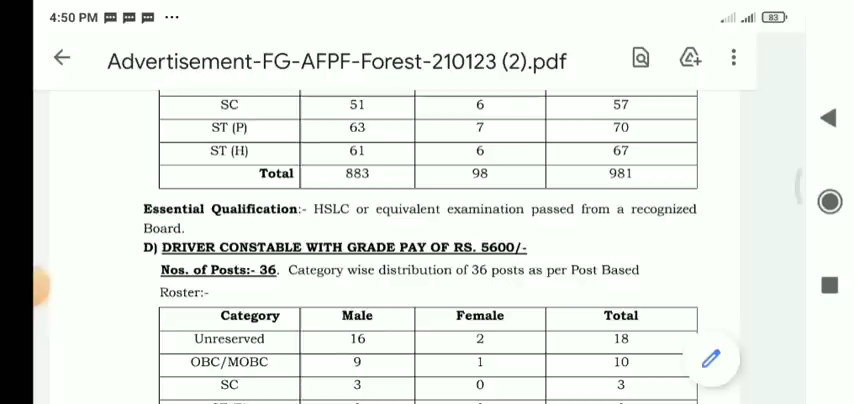 4:50 PM ... 83
Advertisement-FG-AFPF-Forest-210123 (2).pdf
SC 51 6 57
ST (P) 63 7 70
ST (H) 61 6 67
Total 883 98 981
Essential Qualification:- HSLC or equivalent examination passed from a recognized
Board.
D) DRIVER CONSTABLE WITH GRADE PAY OF RS. 5600/-
Nos. of Posts:- 36. Category wise distribution of 36 posts as per Post Based
Roster:-
Category Male Female Total
Unreserved 16 2 18
OBC/MOBC 9 1 10
SC 3 0 3